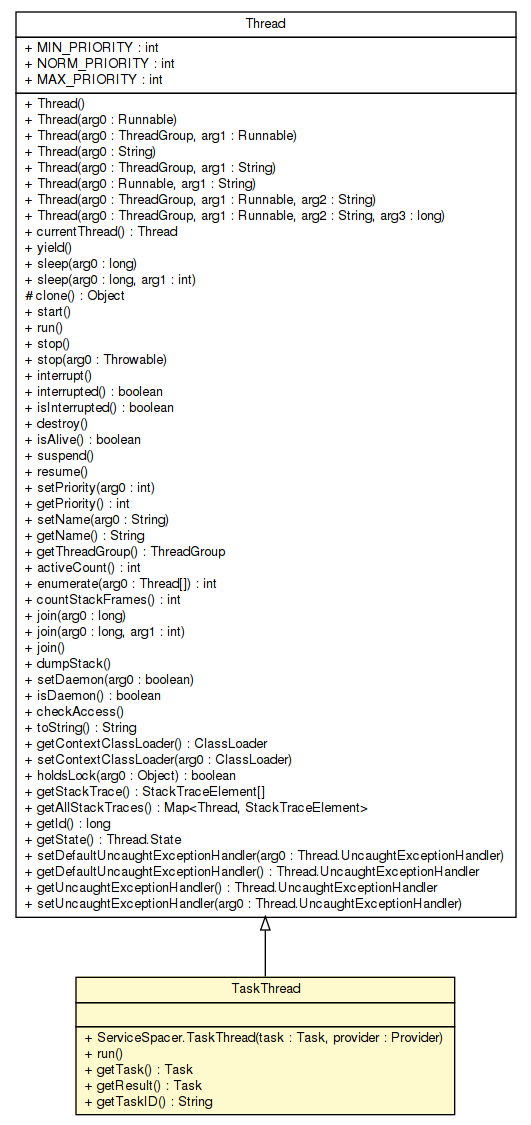 Thread
+ MIN_PRIORITY : int
+ NORM_PRIORITY : int
+ MAX_PRIORITY : int
+ Thread()
+ Thread(arg0 : Runnable)
+ Thread(arg0 : ThreadGroup, arg1 : Runnable)
+ Thread(arg0 : String)
+ Thread(arg0 : ThreadGroup, arg1 : String)
+ Thread(arg0 : Runnable, arg1 : String)
+ Thread(arg0 : ThreadGroup, arg1 : Runnable, arg2 : String)
+ Thread(arg0 : ThreadGroup, arg1 : Runnable, arg2 : String, arg3 : long)
+ currentThread() : Thread
+ yield()
+ sleep(arg0 : long)
+ sleep(arg0 : long, arg1 : int)
# clone() : Object
+ start()
+ run()
+ stop()
+ stop(arg0 : Throwable)
+ interrupt()
+ interrupted() : boolean
+ isInterrupted() : boolean
+ destroy()
+ isAlive() : boolean
+ suspend()
+ resume()
+ setPriority(arg0 : int)
+ getPriority() : int
+ setName(arg0 : String)
+ getName() : String
+ getThreadGroup() : ThreadGroup
+ activeCount() : int
+ enumerate(arg0 : Thread[]) : int
+ countStackFrames() : int
+ join(arg0 : long)
+ join(arg0 : long, arg1 : int)
+ join()
+ dumpStack()
+ setDaemon(arg0 : boolean)
+ isDaemon() : boolean
+ checkAccess()
+ toString() : String
+ getContextClassLoader() : ClassLoader
+ setContextClassLoader(arg0 : ClassLoader)
+ holdsLock(arg0 : Object) : boolean
+ getStackTrace() : StackTraceElement[]
+ getAllStackTraces() : Map<Thread, StackTraceElement>
+ getId() : long
+ getState() : Thread.State
+ setDefaultUncaughtExceptionHandler(arg0 : Thread.UncaughtExceptionHandler)
+ getDefaultUncaughtExceptionHandler() : Thread.UncaughtExceptionHandler
+ getUncaughtExceptionHandler() : Thread.UncaughtExceptionHandler
+ setUncaughtExceptionHandler(arg0 : Thread.UncaughtExceptionHandler)
TaskThread
+ ServiceSpacer.TaskThread(task : Task, provider : Provider)
+ run()
+ getTask() : Task
+ getResult() : Task
+ getTaskID() : String